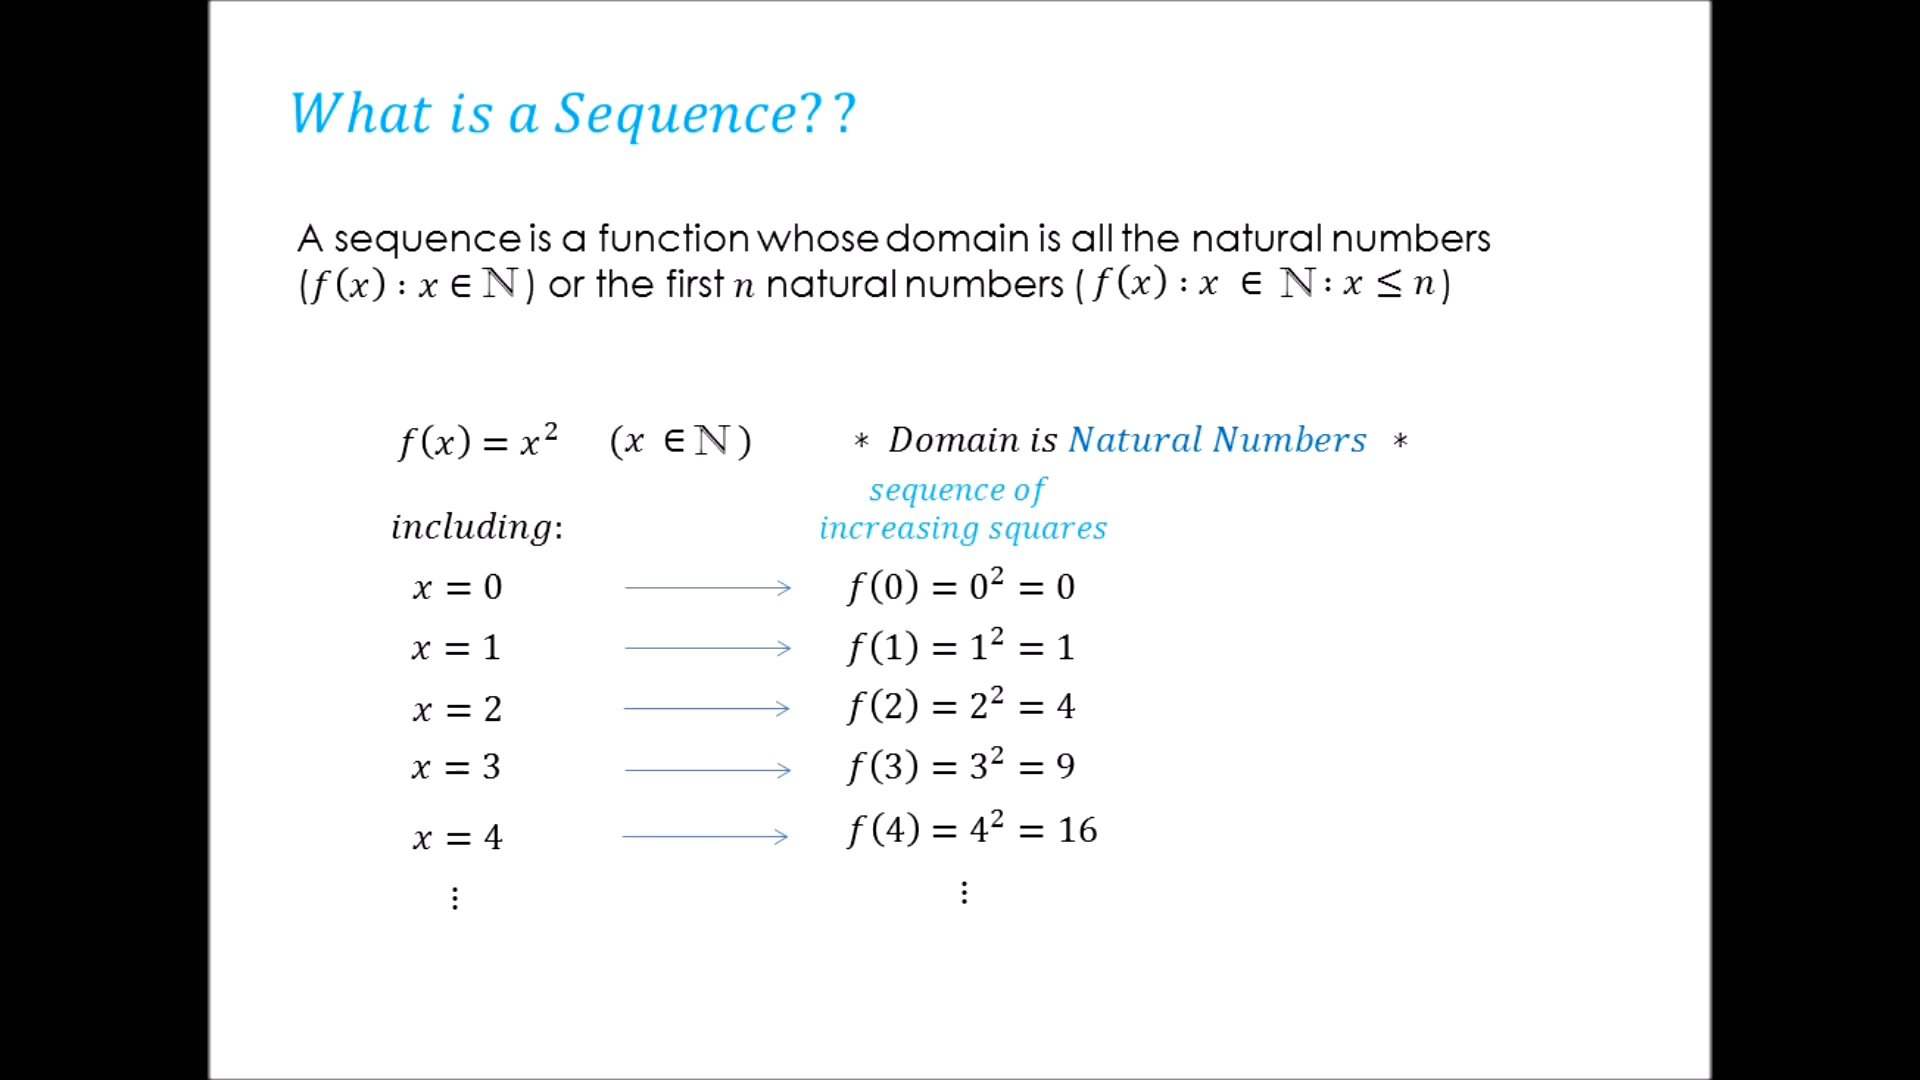 What is a Sequence??
A sequence is a function whose domain is all the natural numbers
(f(x) : x ∈ ℕ) or the first n natural numbers (f(x) : x ∈ ℕ: x ≤ n)
f(x) = x² (x ∈ ℕ) * Domain is Natural Numbers *
sequence of
including: increasing squares
x = 0 → f(0) = 0² = 0
x = 1 → f(1) = 1² = 1
x = 2 → f(2) = 2² = 4
x = 3 → f(3) = 3² = 9
x = 4 → f(4) = 4² = 16
⋮ ⋮